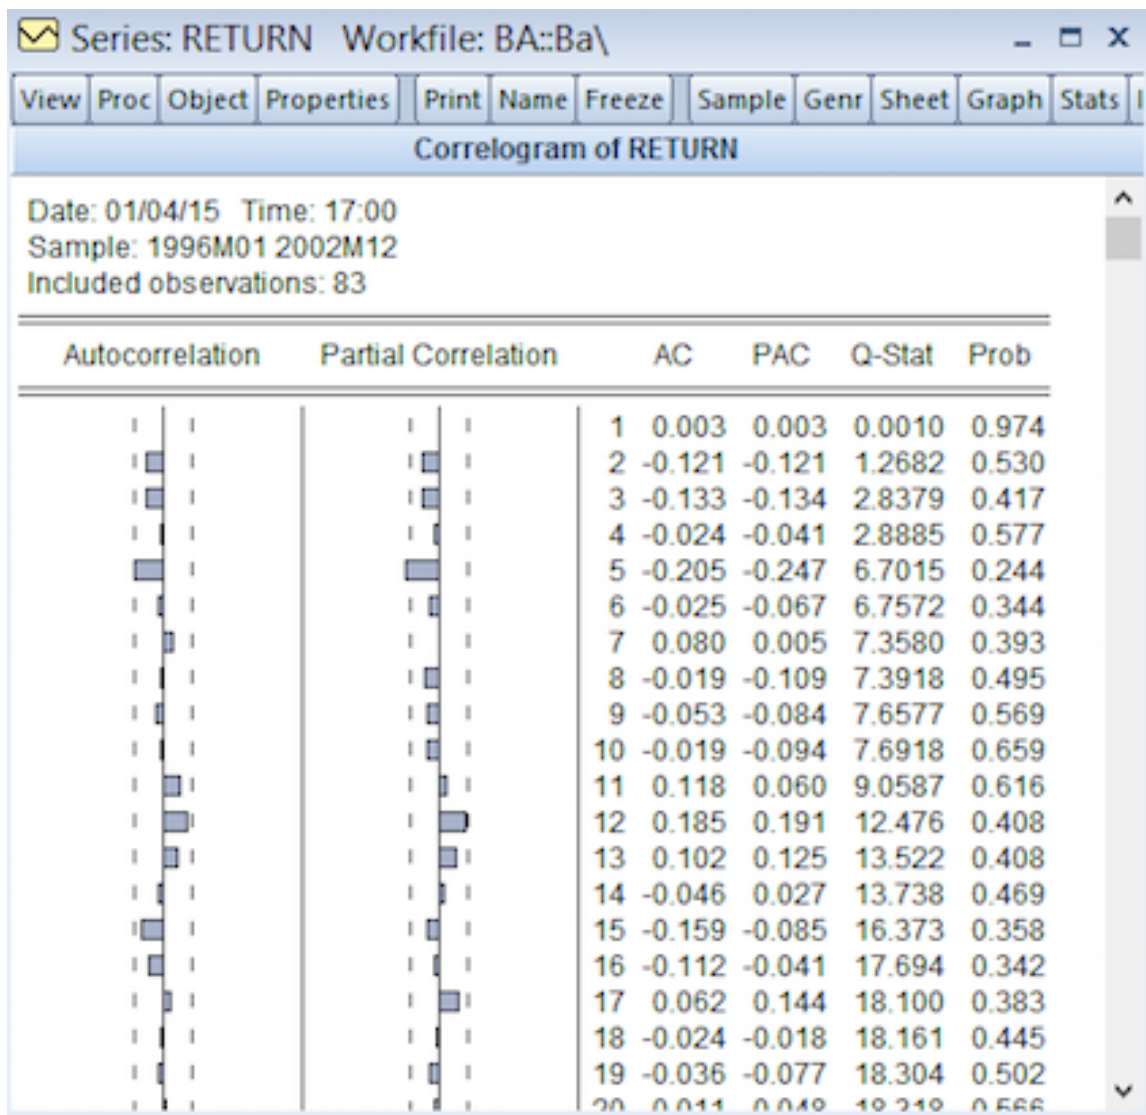 Series: RETURN Workfile: BA::Ba\
View Proc Object Properties Print Name Freeze Sample Genr Sheet Graph Stats
Correlogram of RETURN
Date: 01/04/15 Time: 17:00
Sample: 1996M01 2002M12
Included observations: 83
Autocorrelation Partial Correlation AC PAC Q-Stat Prob
1 0.003 0.003 0.0010 0.974
2 -0.121 -0.121 1.2682 0.530
3 -0.133 -0.134 2.8379 0.417
4 -0.024 -0.041 2.8885 0.577
5 -0.205 -0.247 6.7015 0.244
6 -0.025 -0.067 6.7572 0.344
7 0.080 0.005 7.3580 0.393
8 -0.019 -0.109 7.3918 0.495
9 -0.053 -0.084 7.6577 0.569
10 -0.019 -0.094 7.6918 0.659
11 0.118 0.060 9.0587 0.616
12 0.185 0.191 12.476 0.408
13 0.102 0.125 13.522 0.408
14 -0.046 0.027 13.738 0.469
15 -0.159 -0.085 16.373 0.358
16 -0.112 -0.041 17.694 0.342
17 0.062 0.144 18.100 0.383
18 -0.024 -0.018 18.161 0.445
19 -0.036 -0.077 18.304 0.502